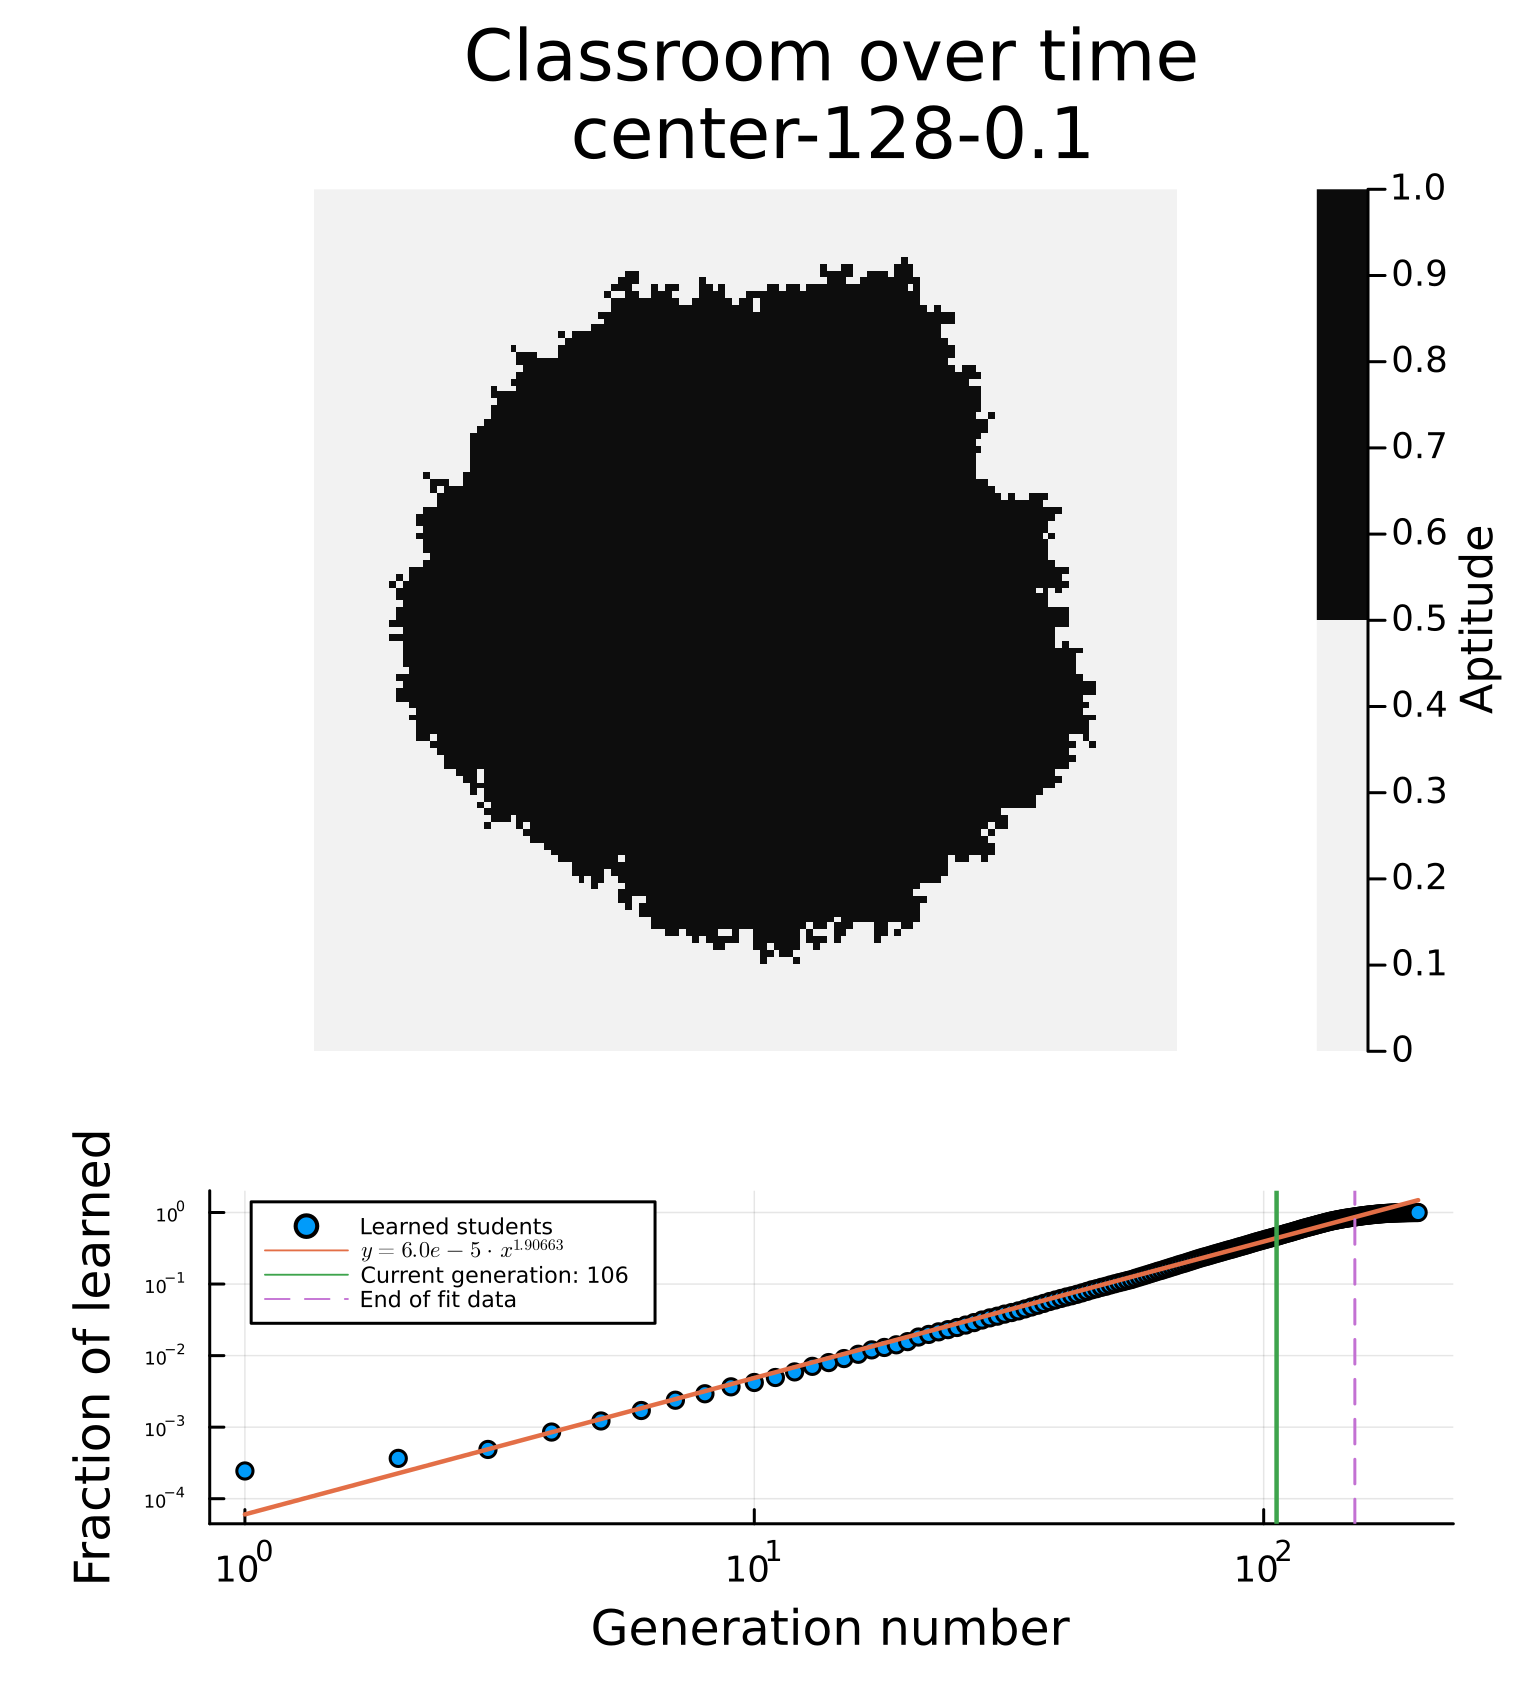 Classroom over time
center-128-0.1
1.0
0.9
0.8
0.7
0.6
0.5
0.4
0.3
0.2
0.1
0
Aptitude
Fraction of learned
10^0
10^-1
10^-2
10^-3
10^-4
Learned students
y = 6.0e − 5 · x^1.90663
Current generation: 106
End of fit data
10^0
10^1
10^2
Generation number